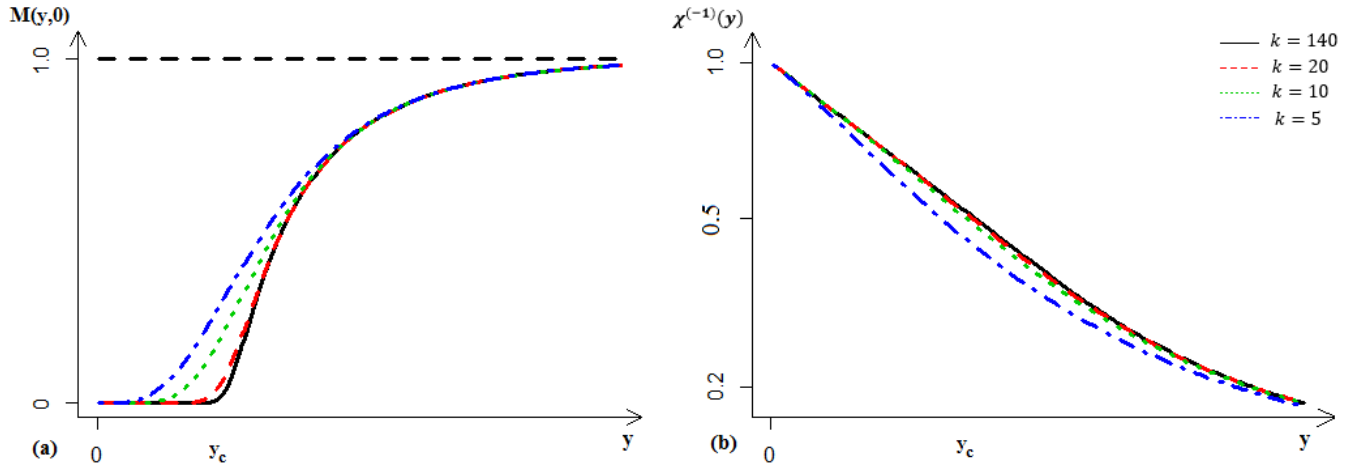 M(y,0)
1.0
0
0
y_c
y
(a)
χ^(-1)(y)
1.0
0.5
0.2
0
y_c
y
(b)
k = 140
k = 20
k = 10
k = 5